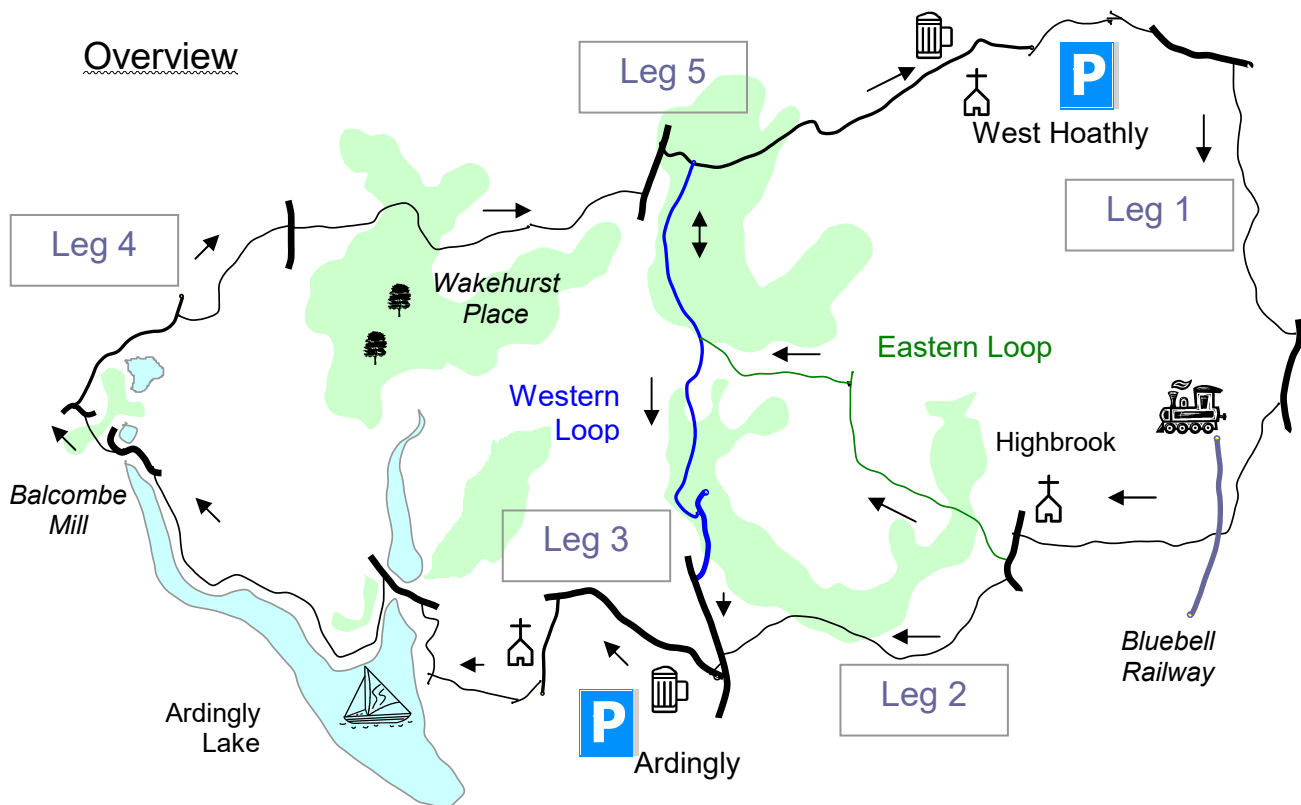 Overview
Leg 5
P
West Hoathly
Leg 1
Leg 4
Wakehurst
Place
Eastern Loop
Western
Loop
Highbrook
Balcombe
Mill
Leg 3
Bluebell
Railway
Leg 2
Ardingly
Lake
P
Ardingly